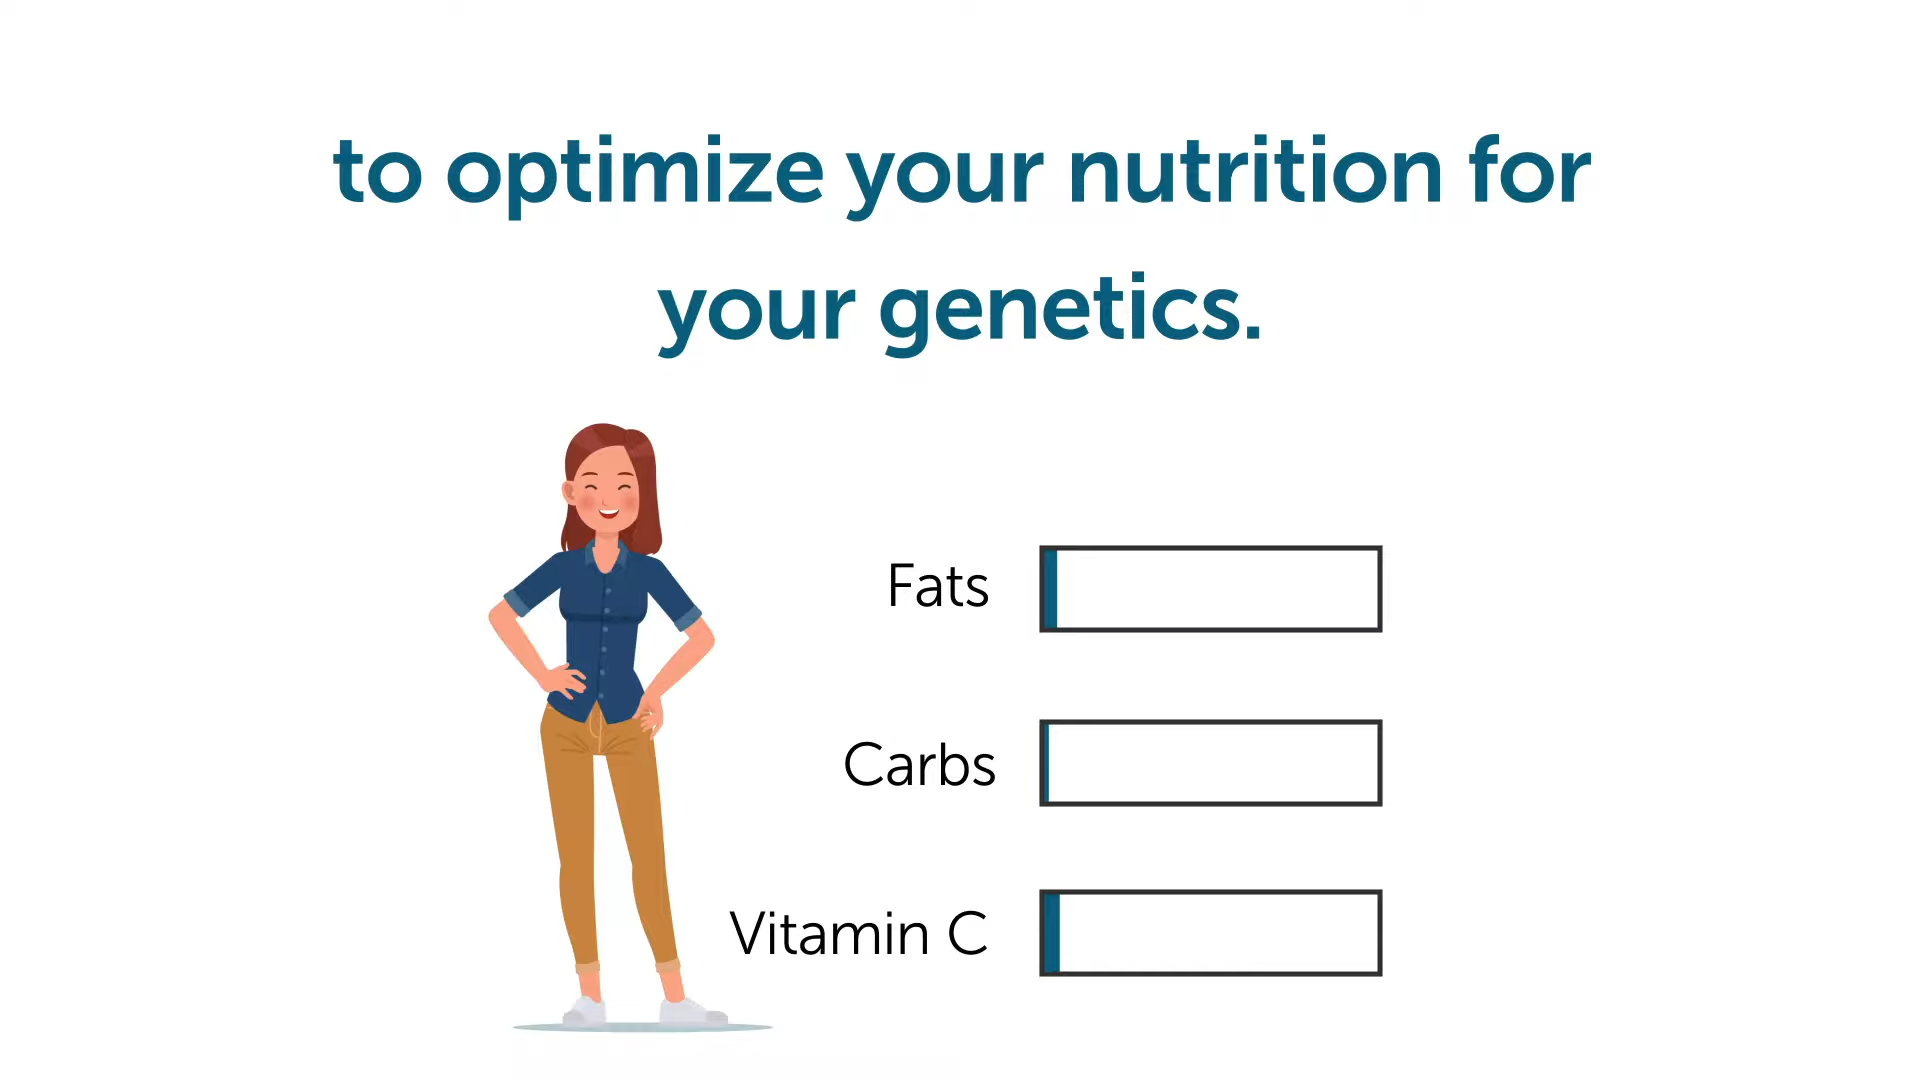 to optimize your nutrition for
your genetics.
Fats
Carbs
Vitamin C